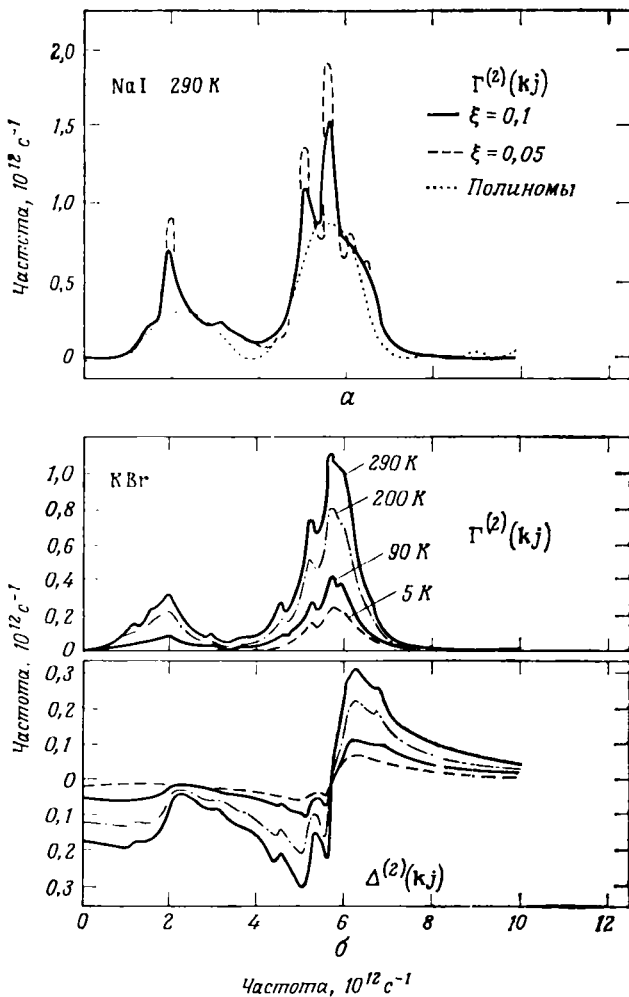 2,0
1,5
1,0
0,5
0
Частота, 10¹² с⁻¹
NaI 290 K
Γ⁽²⁾(kj)
ξ = 0,1
ξ = 0,05
Полиномы
а
1,0
0,8
0,6
0,4
0,2
0
KBr
290 K
200 K
90 K
5 K
Γ⁽²⁾(kj)
Частота. 10¹² с⁻¹
0,3
0,2
0,1
0
0,1
0,2
0,3
Δ⁽²⁾(kj)
0 2 4 6 8 10 12
б
Частота, 10¹² с⁻¹